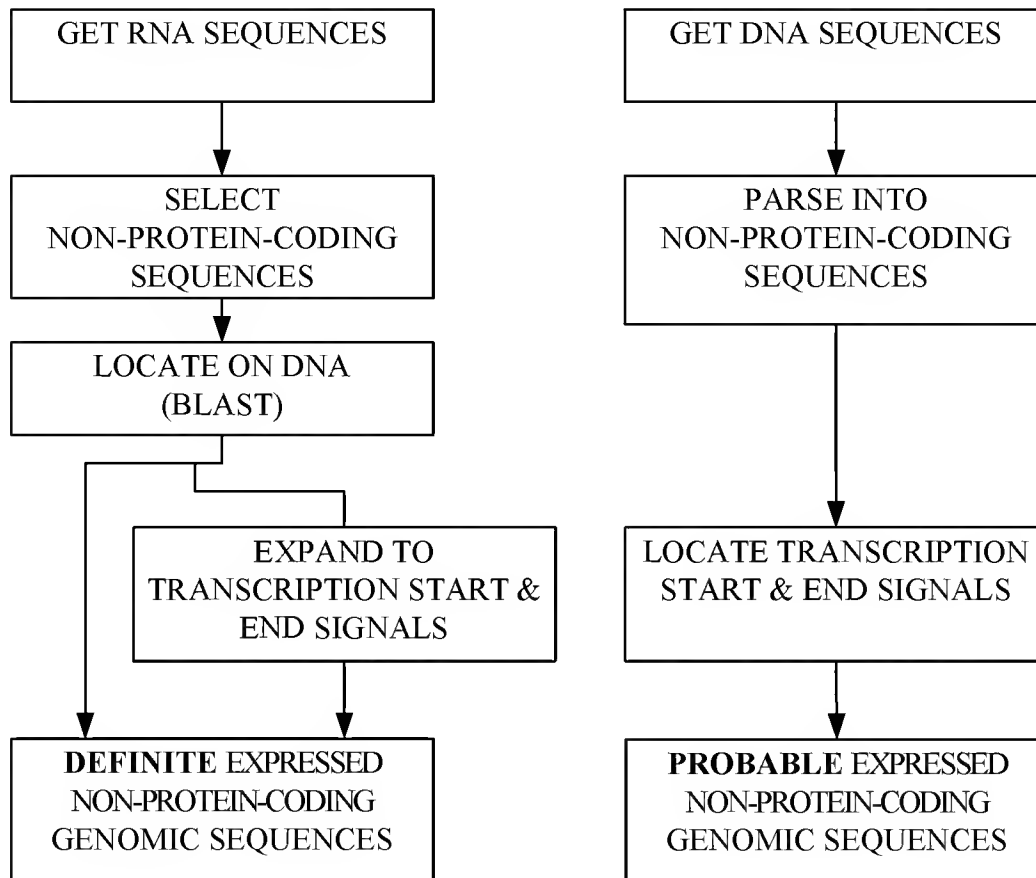 GET RNA SEQUENCES
SELECT
NON-PROTEIN-CODING
SEQUENCES
LOCATE ON DNA
(BLAST)
EXPAND TO
TRANSCRIPTION START &
END SIGNALS
DEFINITE EXPRESSED
NON-PROTEIN-CODING
GENOMIC SEQUENCES
GET DNA SEQUENCES
PARSE INTO
NON-PROTEIN-CODING
SEQUENCES
LOCATE TRANSCRIPTION
START & END SIGNALS
PROBABLE EXPRESSED
NON-PROTEIN-CODING
GENOMIC SEQUENCES